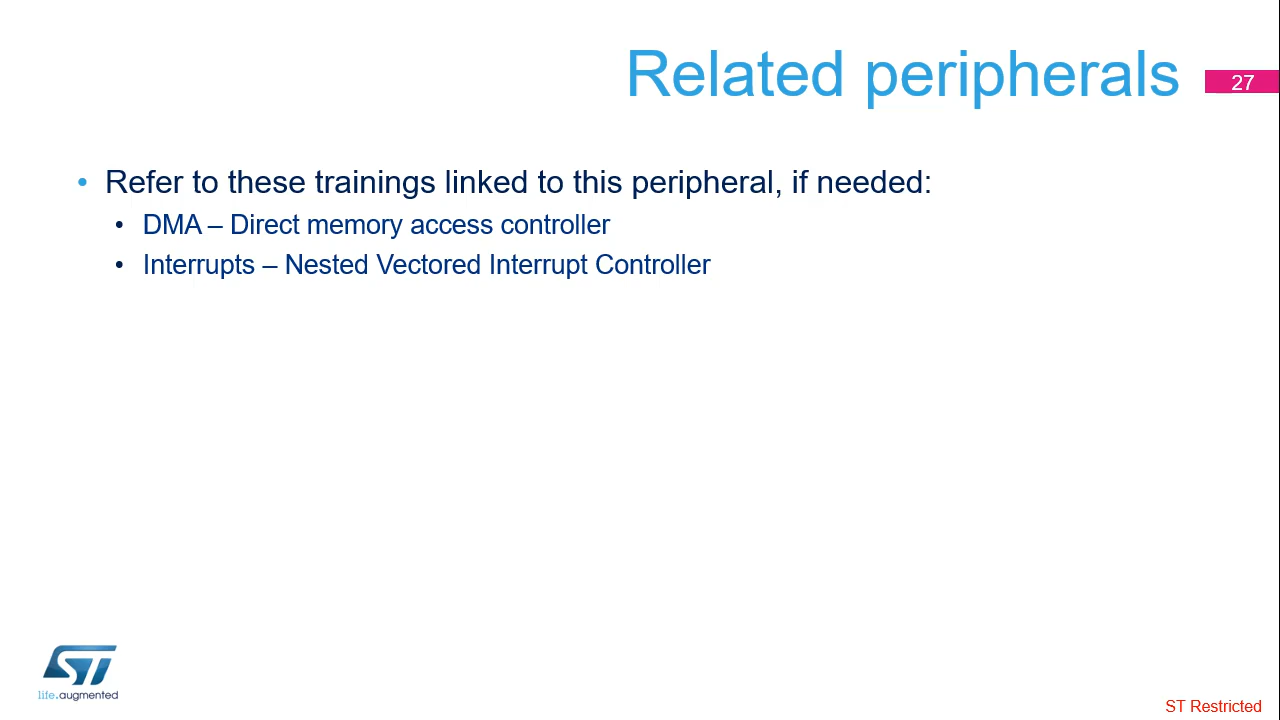 Related peripherals
27
• Refer to these trainings linked to this peripheral, if needed:
• DMA – Direct memory access controller
• Interrupts – Nested Vectored Interrupt Controller
ST
life.augmented
ST Restricted